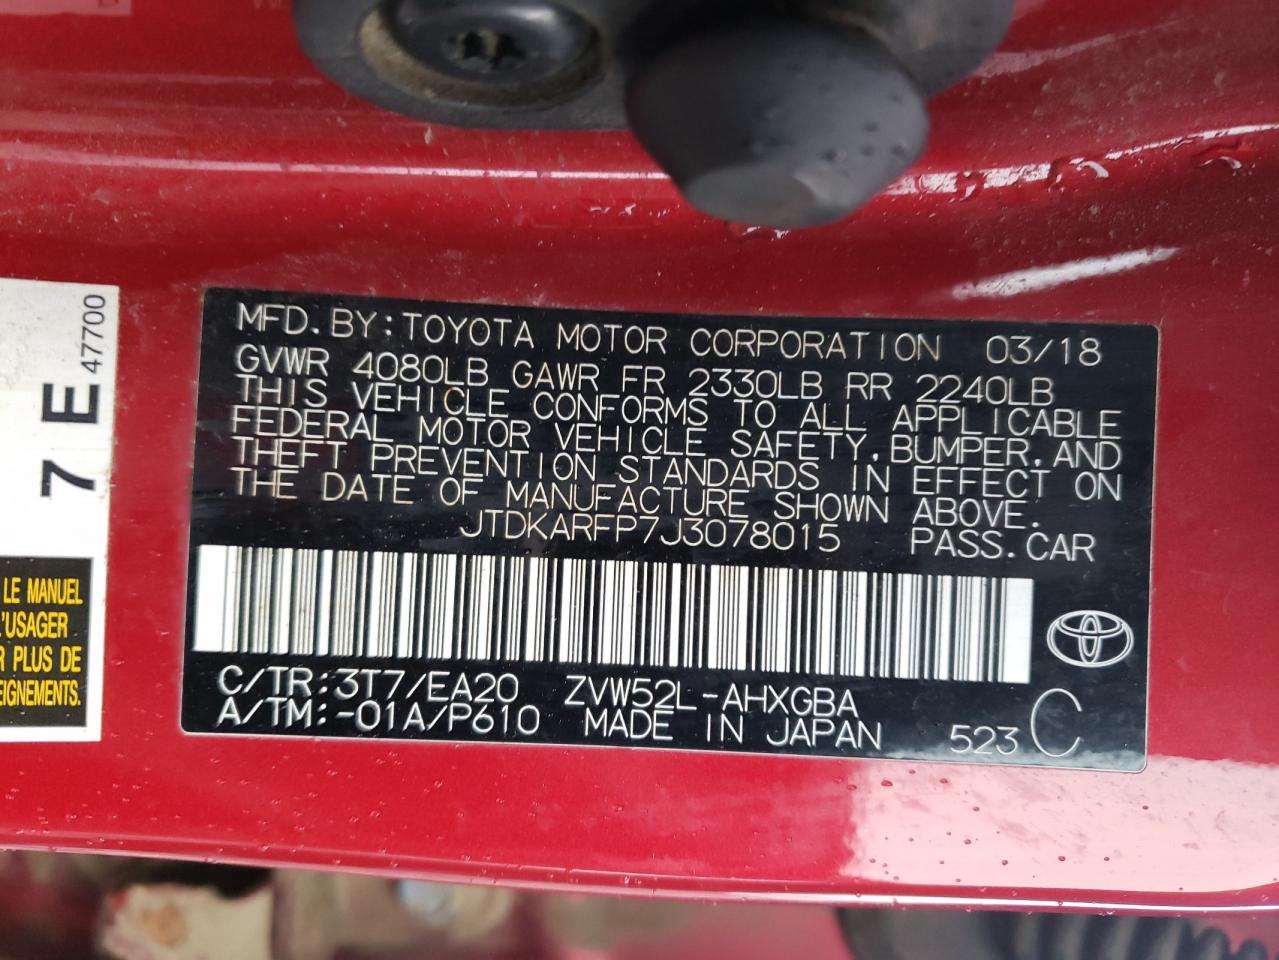 MFD.BY:TOYOTA MOTOR CORPORATION 03/18
GVWR 4080LB GAWR FR 2330LB RR 2240LB
THIS VEHICLE CONFORMS TO ALL APPLICABLE
FEDERAL MOTOR VEHICLE SAFETY,BUMPER,AND
THEFT PREVENTION STANDARDS IN EFFECT ON
THE DATE OF MANUFACTURE SHOWN ABOVE.
JTDKARFP7J3078015 PASS.CAR
C/TR:3T7/EA20 ZVW52L-AHXGBA
A/TM:-01A/P610 MADE IN JAPAN 523 C
7 E 47700
LE MANUEL
'USAGER
PLUS DE
EIGNEMENTS.